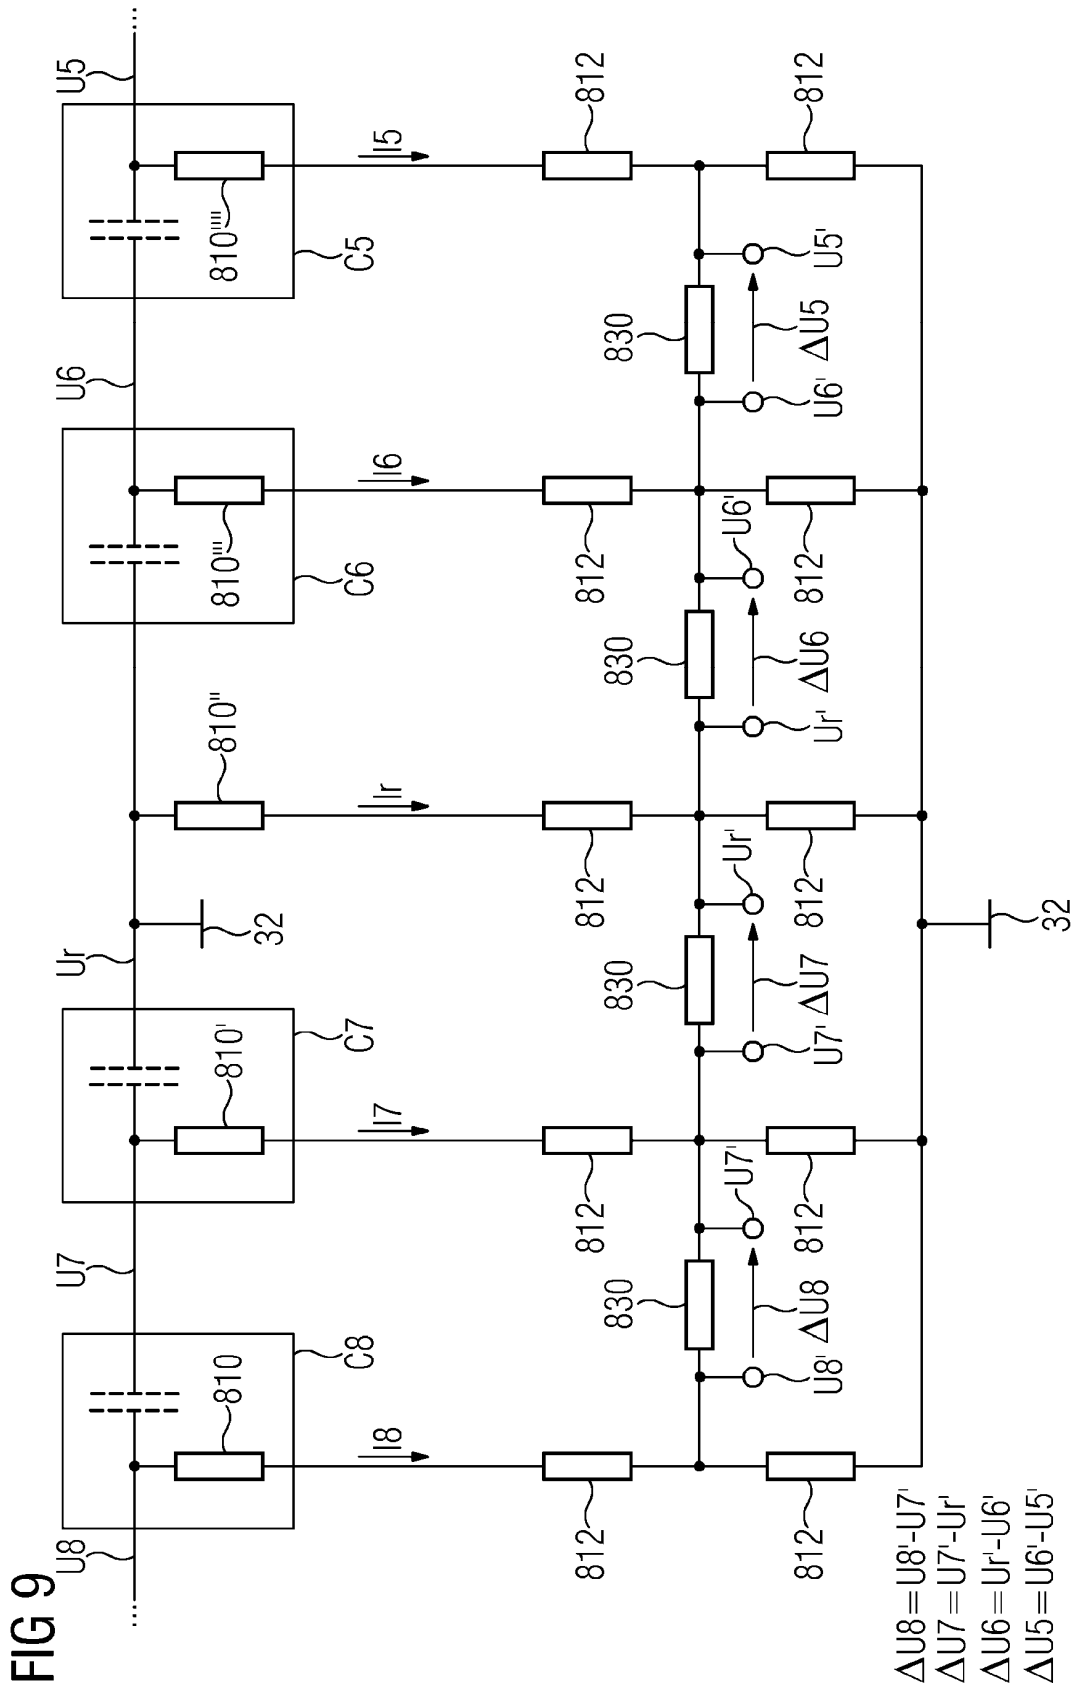 FIG 9
U8
U7
Ur
U6
U5
...
...
810
810'
810''
810'''
810''''
32
C8
C7
C6
C5
I8
I7
Ir
I6
I5
812
812
812
812
812
830
830
830
830
U7'
Ur'
U6'
812
812
812
812
812
U8'
ΔU8
U7'
ΔU7
Ur'
ΔU6
U6'
ΔU5
U5'
32
ΔU8=U8'-U7'
ΔU7=U7'-Ur'
ΔU6=Ur'-U6'
ΔU5=U6'-U5'